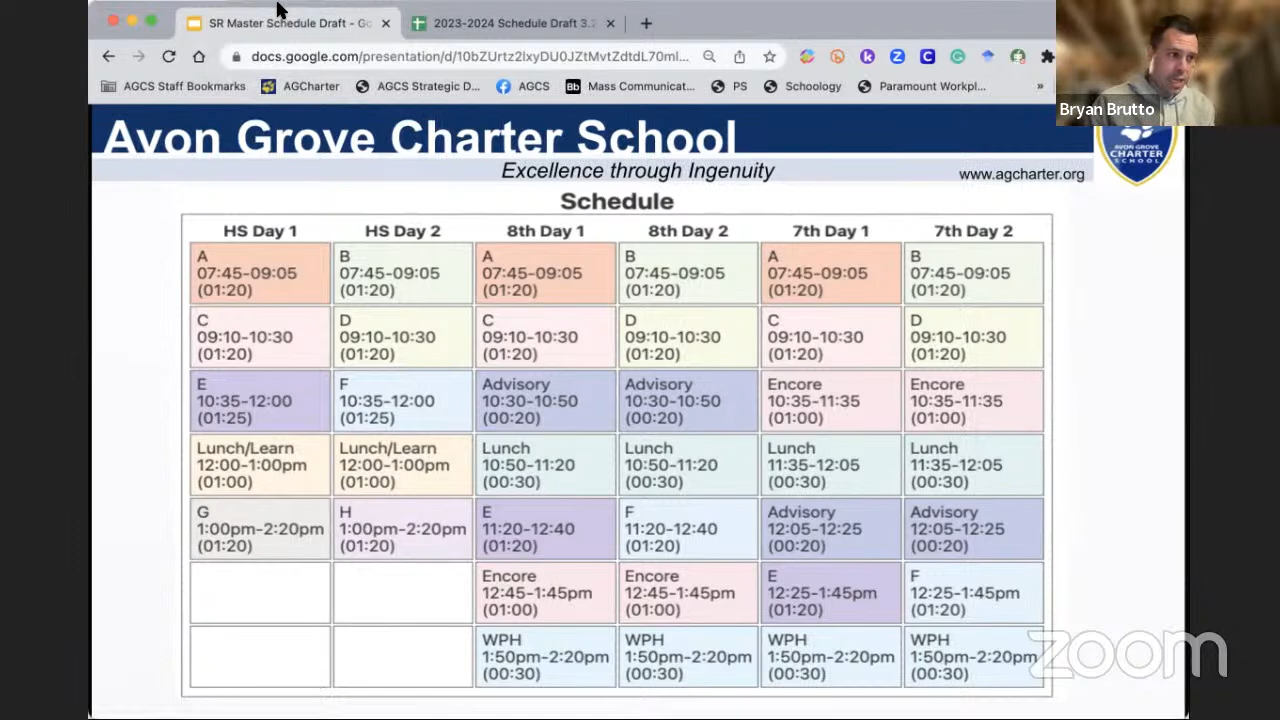 SR Master Schedule Draft - Go
2023-2024 Schedule Draft 3.
docs.google.com/presentation/d/10bZUrtz2lxyDU0JZtMvtZdtdL70ml...
AGCS Staff Bookmarks
AGCharter
AGCS Strategic D...
AGCS
Bb
Mass Communicat...
PS
Schoology
Paramount Workpl...
»
Bryan Brutto
Avon Grove Charter School
Excellence through Ingenuity
www.agcharter.org
AVON GROVE
CHARTER
SCHOOL
Schedule
HS Day 1 HS Day 2 8th Day 1 8th Day 2 7th Day 1 7th Day 2
A B A B A B
07:45-09:05 07:45-09:05 07:45-09:05 07:45-09:05 07:45-09:05 07:45-09:05
(01:20) (01:20) (01:20) (01:20) (01:20) (01:20)
C D C D C D
09:10-10:30 09:10-10:30 09:10-10:30 09:10-10:30 09:10-10:30 09:10-10:30
(01:20) (01:20) (01:20) (01:20) (01:20) (01:20)
E F Advisory Advisory Encore Encore
10:35-12:00 10:35-12:00 10:30-10:50 10:30-10:50 10:35-11:35 10:35-11:35
(01:25) (01:25) (00:20) (00:20) (01:00) (01:00)
Lunch/Learn Lunch/Learn Lunch Lunch Lunch Lunch
12:00-1:00pm 12:00-1:00pm 10:50-11:20 10:50-11:20 11:35-12:05 11:35-12:05
(01:00) (01:00) (00:30) (00:30) (00:30) (00:30)
G H E F Advisory Advisory
1:00pm-2:20pm 1:00pm-2:20pm 11:20-12:40 11:20-12:40 12:05-12:25 12:05-12:25
(01:20) (01:20) (01:20) (01:20) (00:20) (00:20)
Encore Encore E F
12:45-1:45pm 12:45-1:45pm 12:25-1:45pm 12:25-1:45pm
(01:00) (01:00) (01:20) (01:20)
WPH WPH WPH WPH
1:50pm-2:20pm 1:50pm-2:20pm 1:50pm-2:20pm 1:50pm-2:20pm
(00:30) (00:30) (00:30) (00:30)
zoom